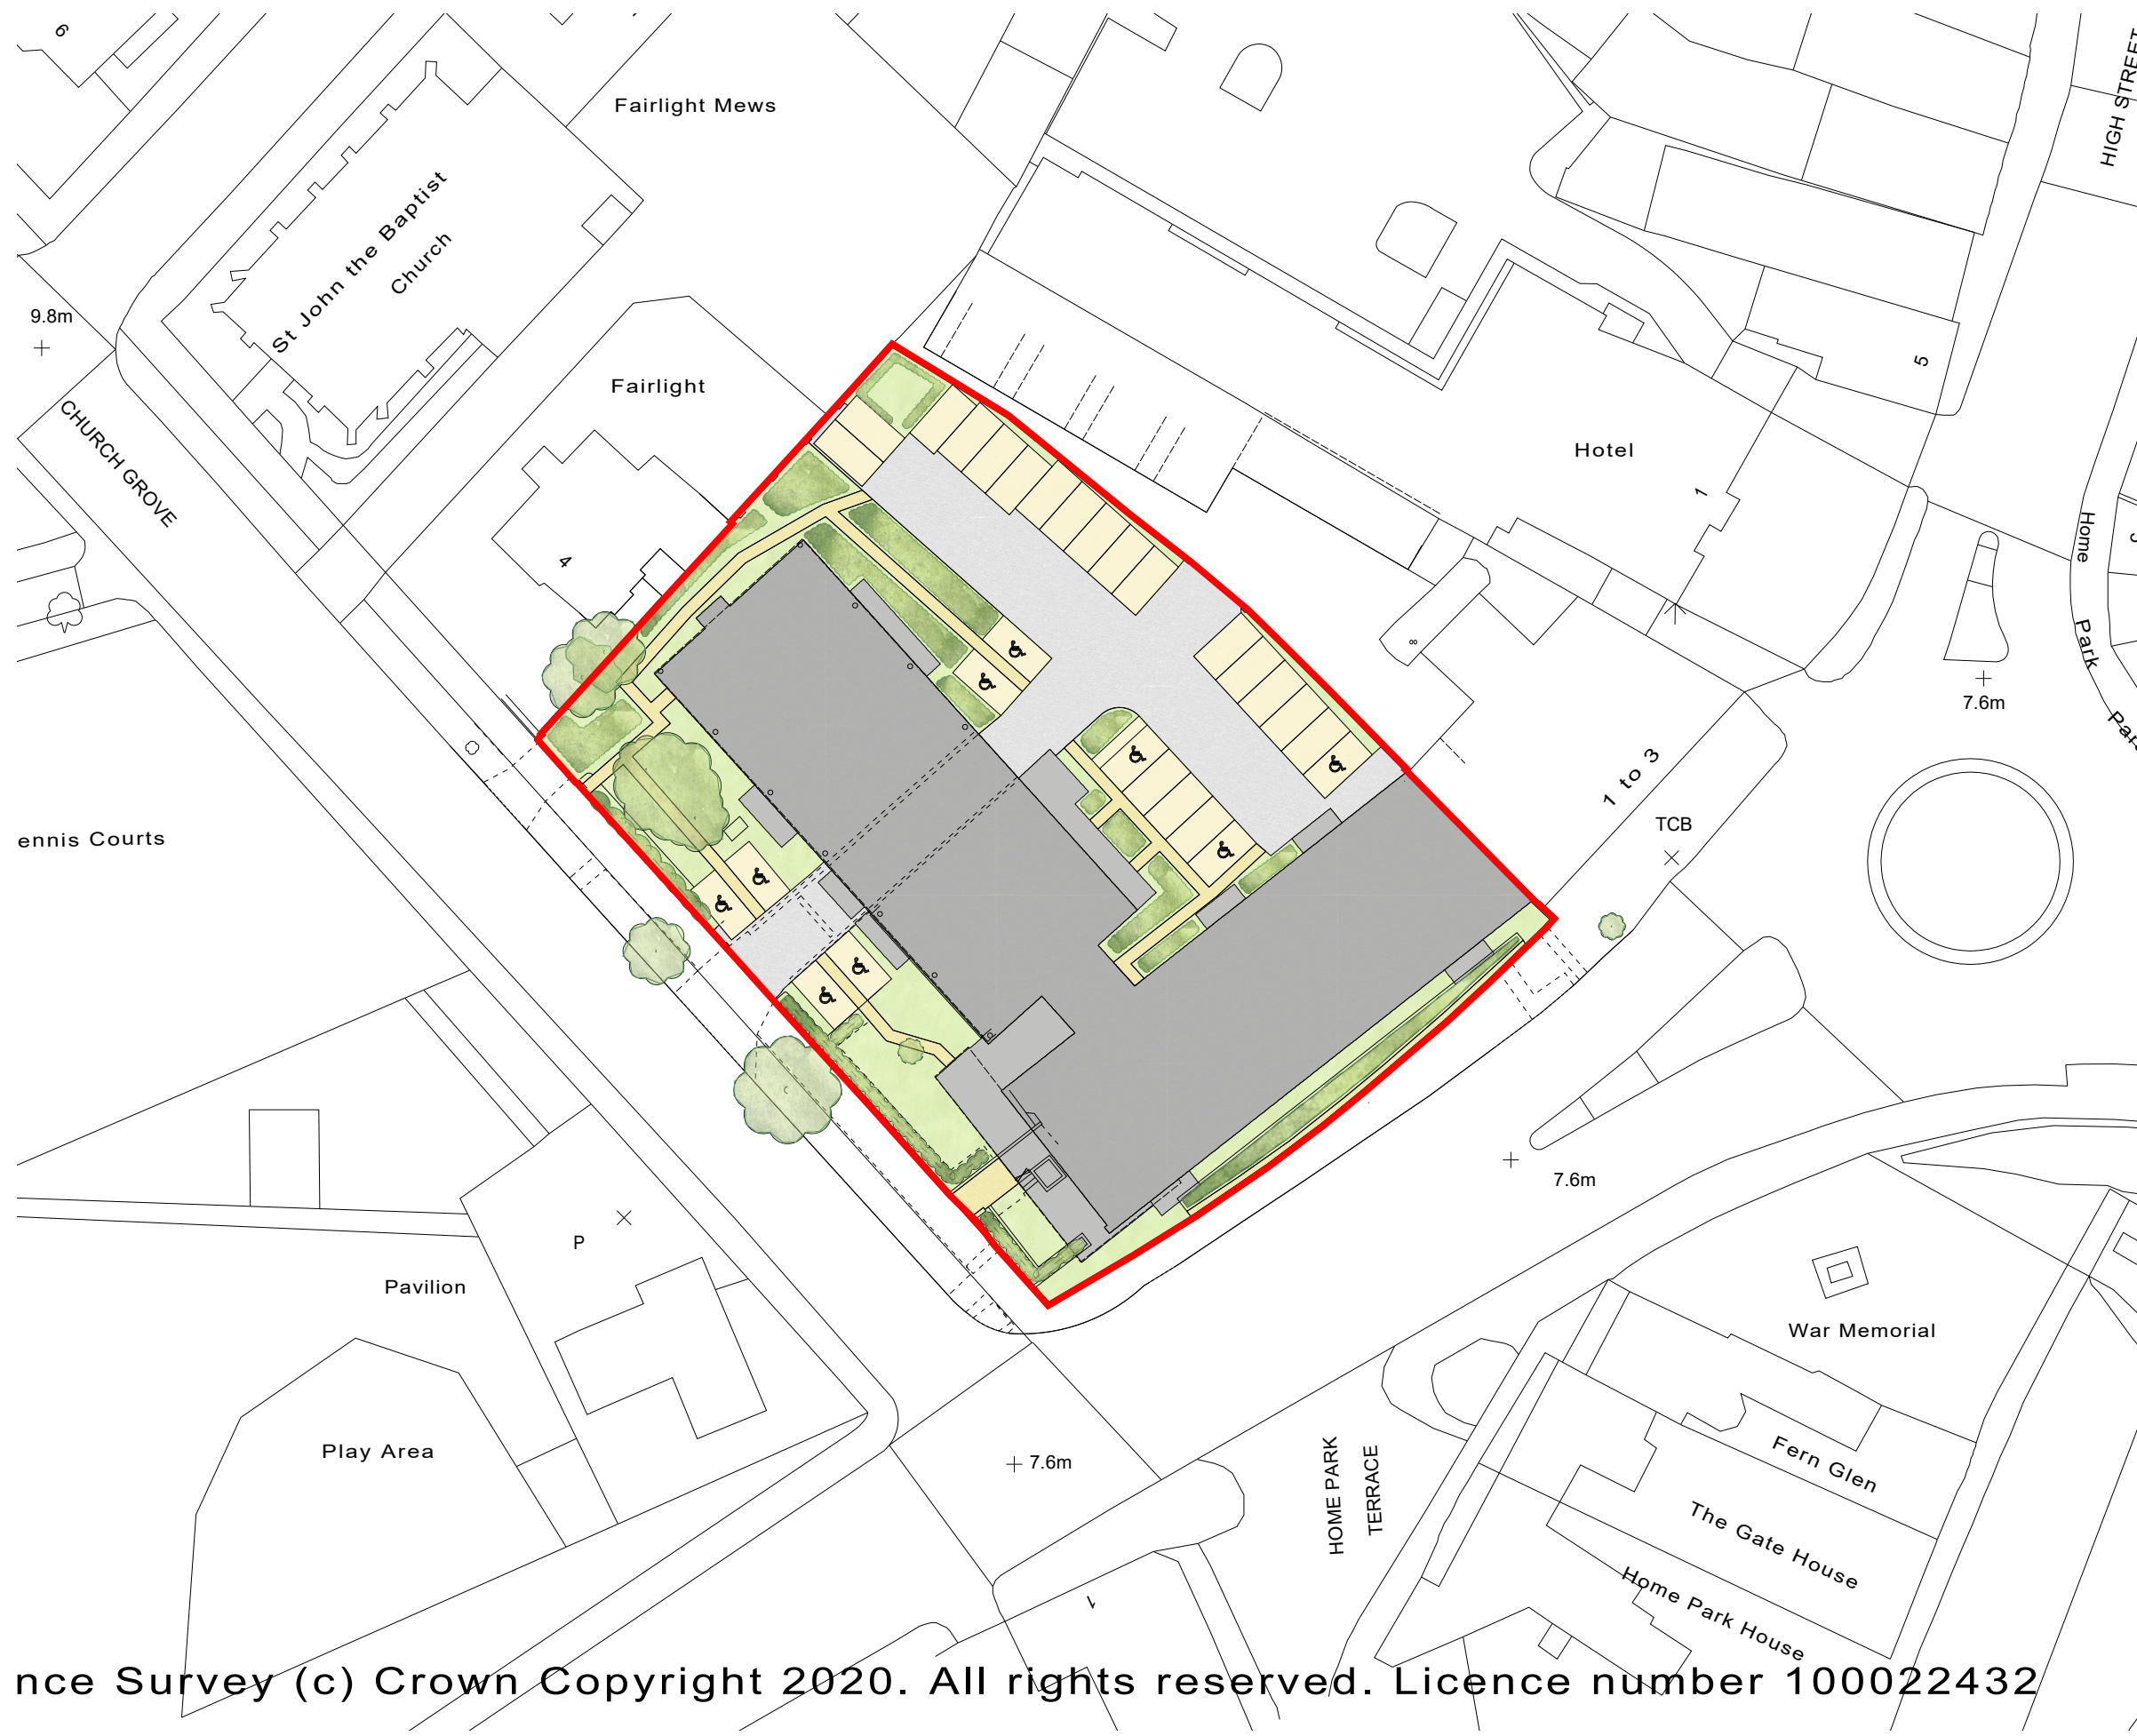 6
Fairlight Mews
HIGH STREET
St John the Baptist
Church
9.8m
Fairlight
CHURCH GROVE
5
Hotel
1
4
Home
Park
8
7.6m
1 to 3
TCB
ennis Courts
7.6m
P
Pavilion
War Memorial
Play Area
7.6m
HOME PARK
TERRACE
Fern Glen
The Gate House
Home Park House
1
nce Survey (c) Crown Copyright 2020. All rights reserved. Licence number 100022432